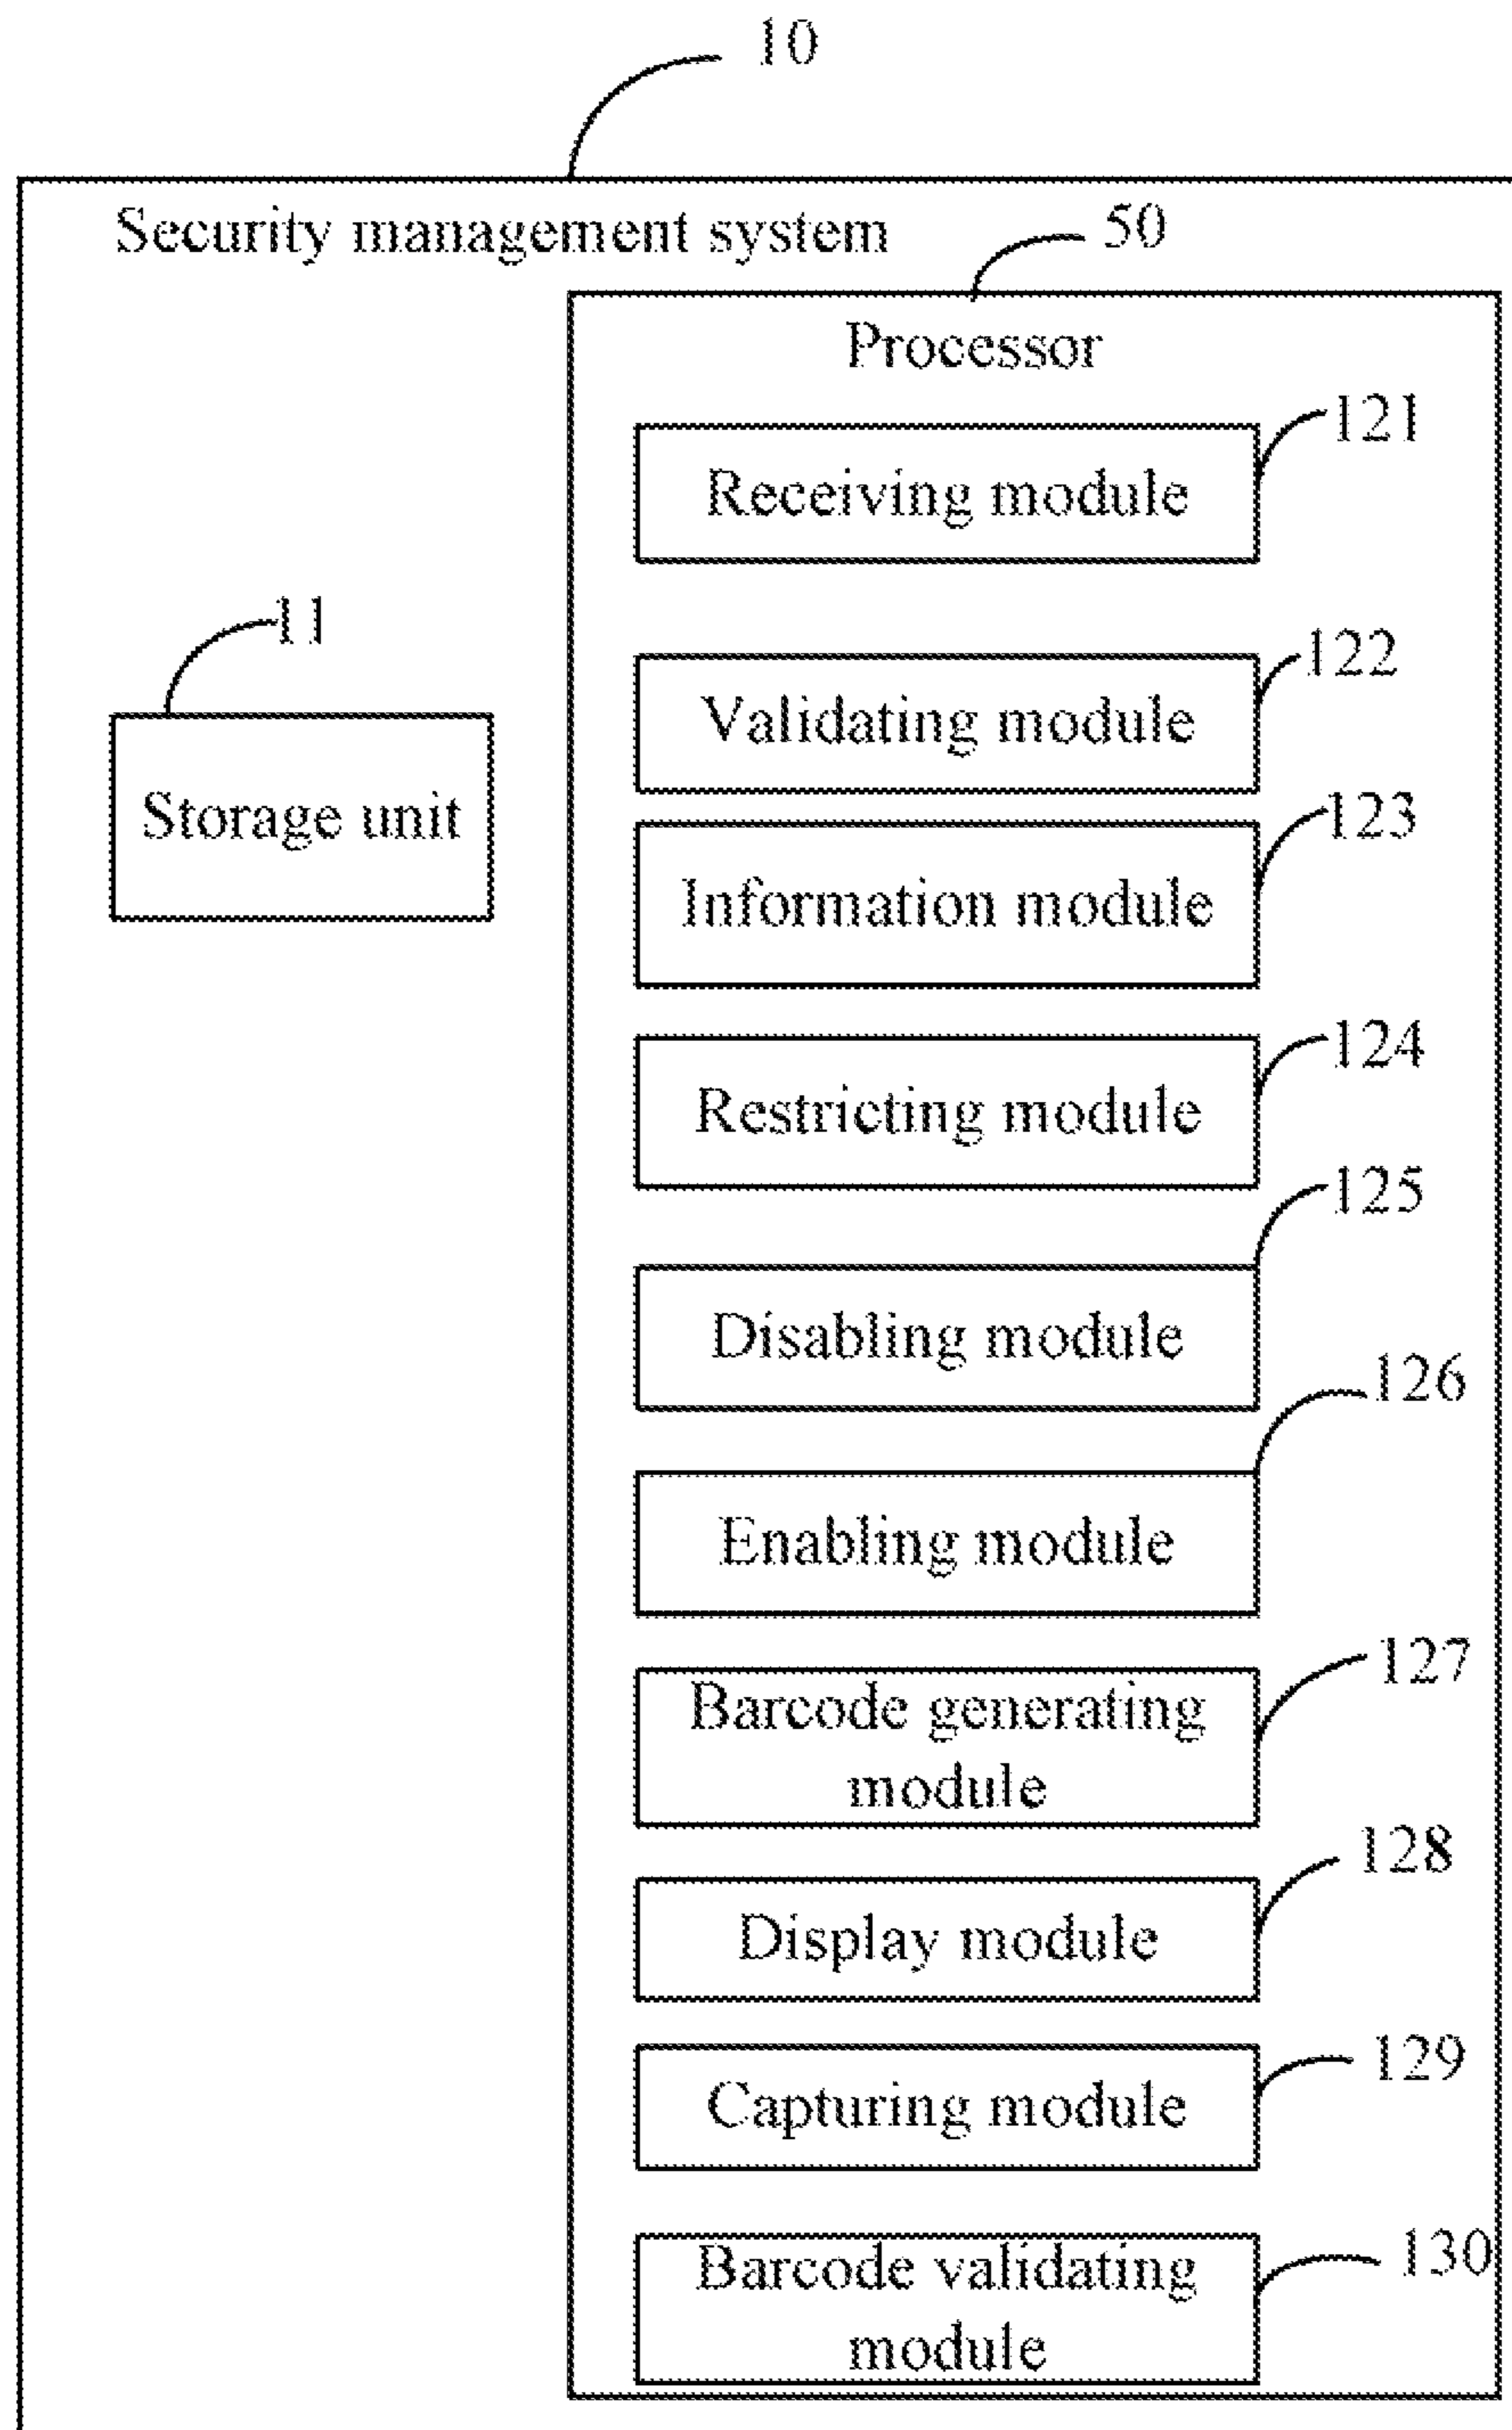 10
Security management system
50
Processor
121
Receiving module
11
Storage unit
122
Validating module
123
Information module
124
Restricting module
125
Disabling module
126
Enabling module
127
Barcode generating
module
128
Display module
129
Capturing module
130
Barcode validating
module